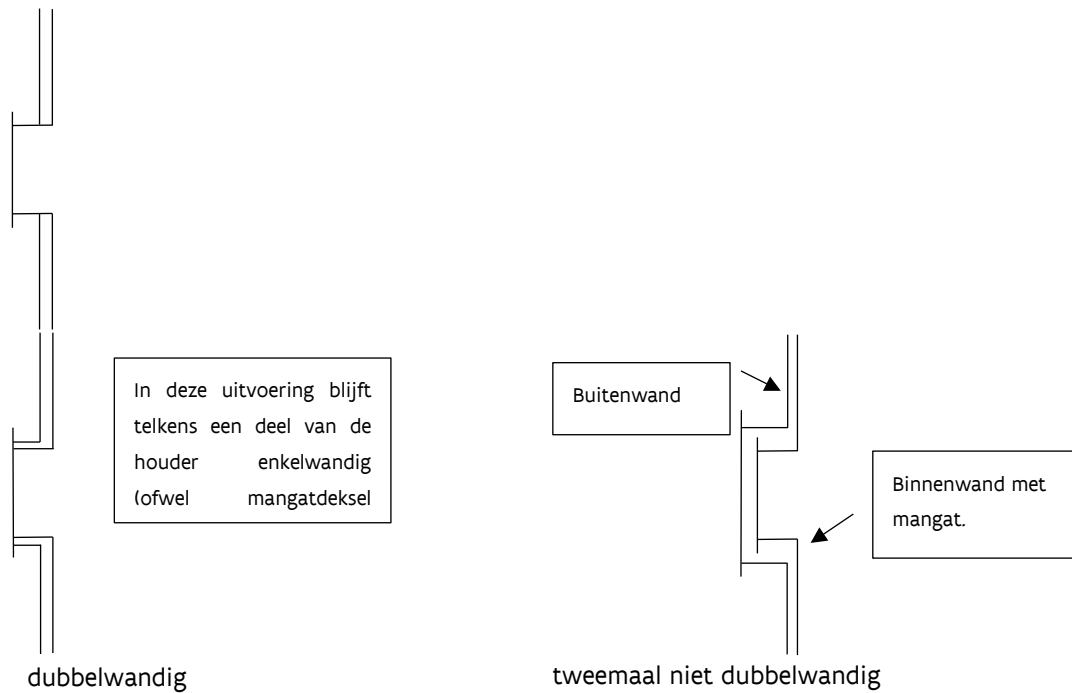 In deze uitvoering blijft
telkens een deel van de
houder enkelwandig
(ofwel mangatdeksel
Buitenwand
Binnenwand met
mangat.
dubbelwandig
tweemaal niet dubbelwandig